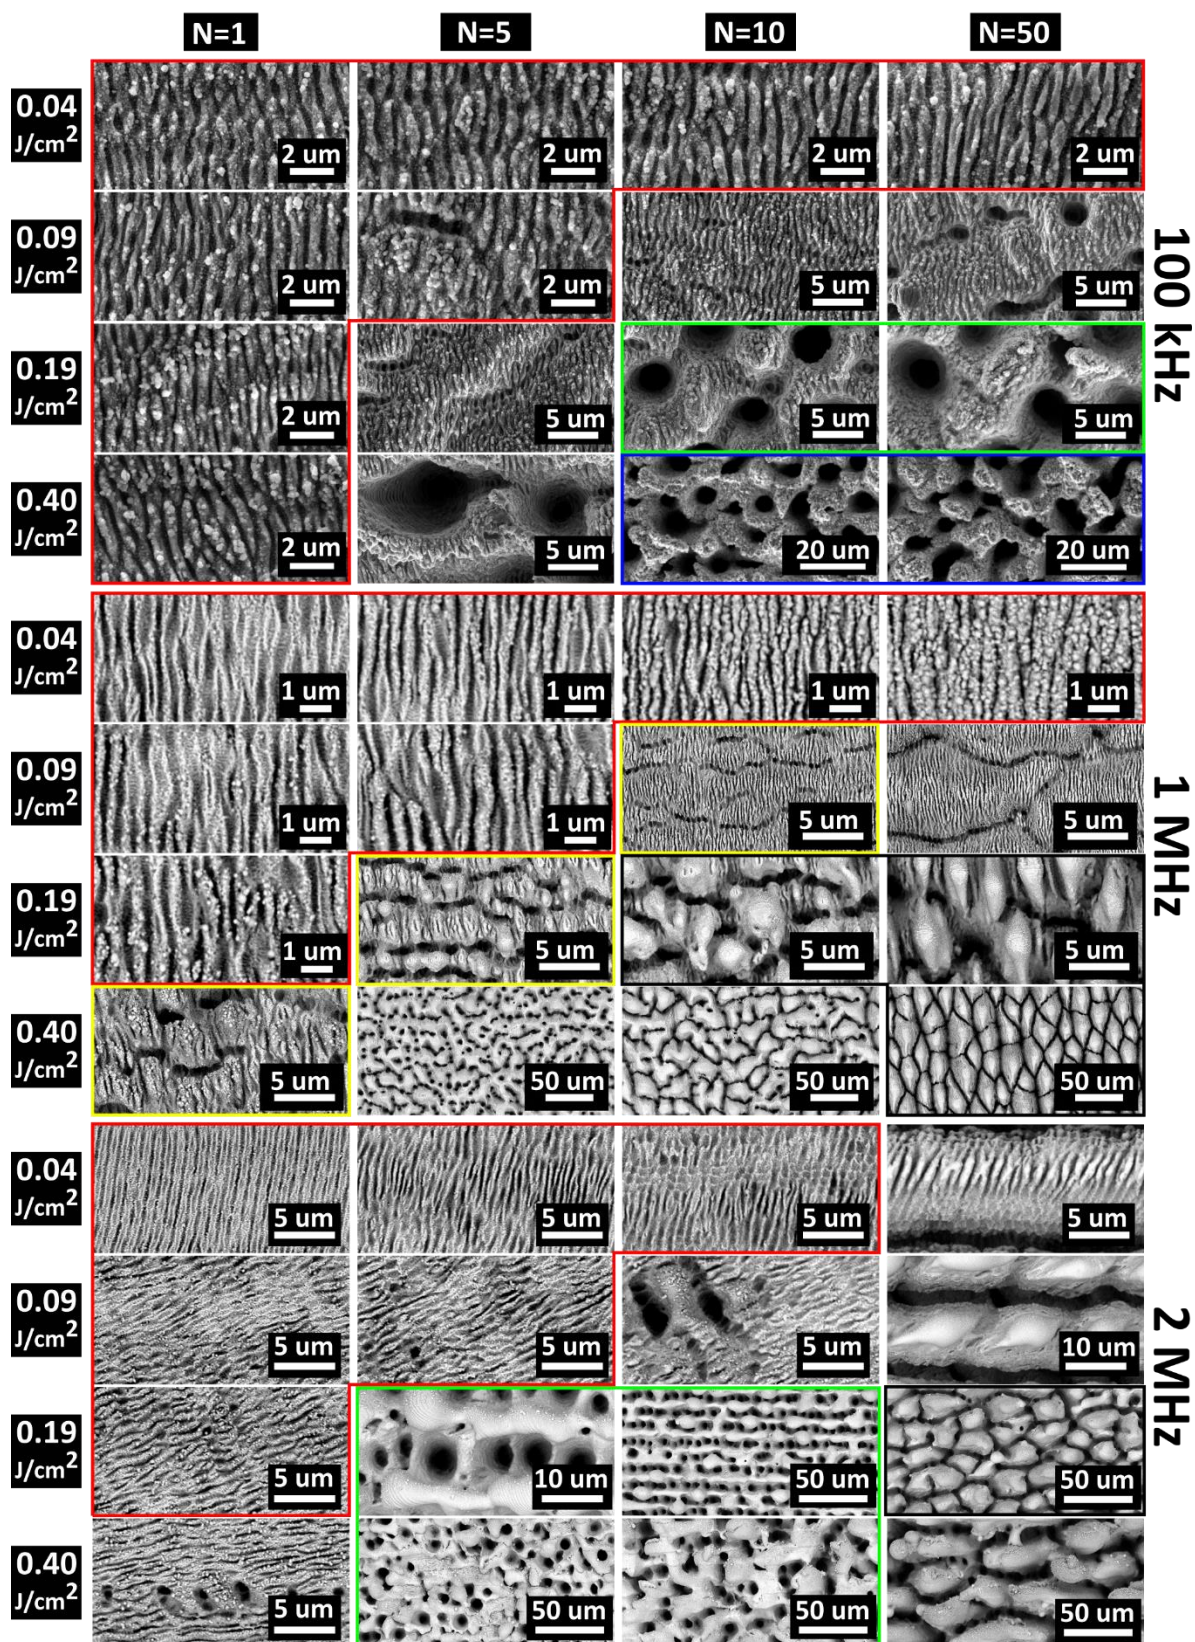 N=1 N=5 N=10 N=50
0.04
J/cm²
2 um 2 um 2 um 2 um
0.09
J/cm²
2 um 2 um 5 um 5 um
0.19
J/cm²
2 um 5 um 5 um 5 um
0.40
J/cm²
2 um 5 um 20 um 20 um
100 kHz
0.04
J/cm²
1 um 1 um 1 um 1 um
0.09
J/cm²
1 um 1 um 5 um 5 um
0.19
J/cm²
1 um 5 um 5 um 5 um
0.40
J/cm²
5 um 50 um 50 um 50 um
1 MHz
0.04
J/cm²
5 um 5 um 5 um 5 um
0.09
J/cm²
5 um 5 um 5 um 10 um
0.19
J/cm²
5 um 10 um 50 um 50 um
0.40
J/cm²
5 um 50 um 50 um 50 um
2 MHz